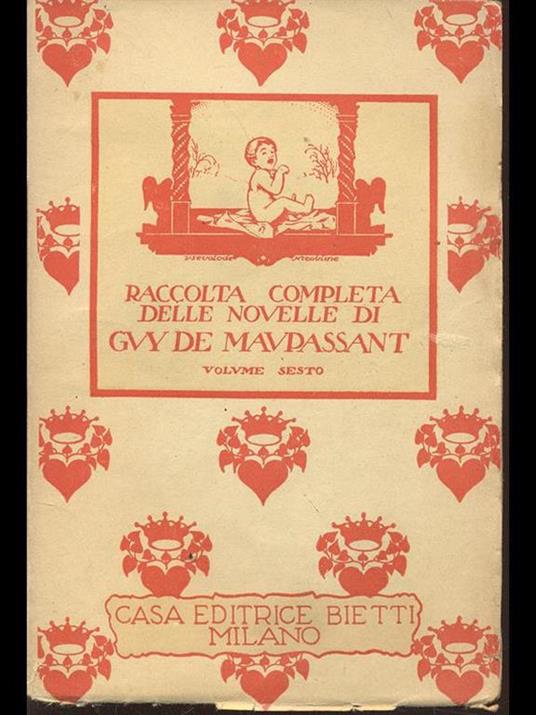 RACCOLTA COMPLETA
DELLE NOVELLE DI
GVY DE MAVPASSANT
VOLVME SESTO
CASA EDITRICE BIETTI
MILANO